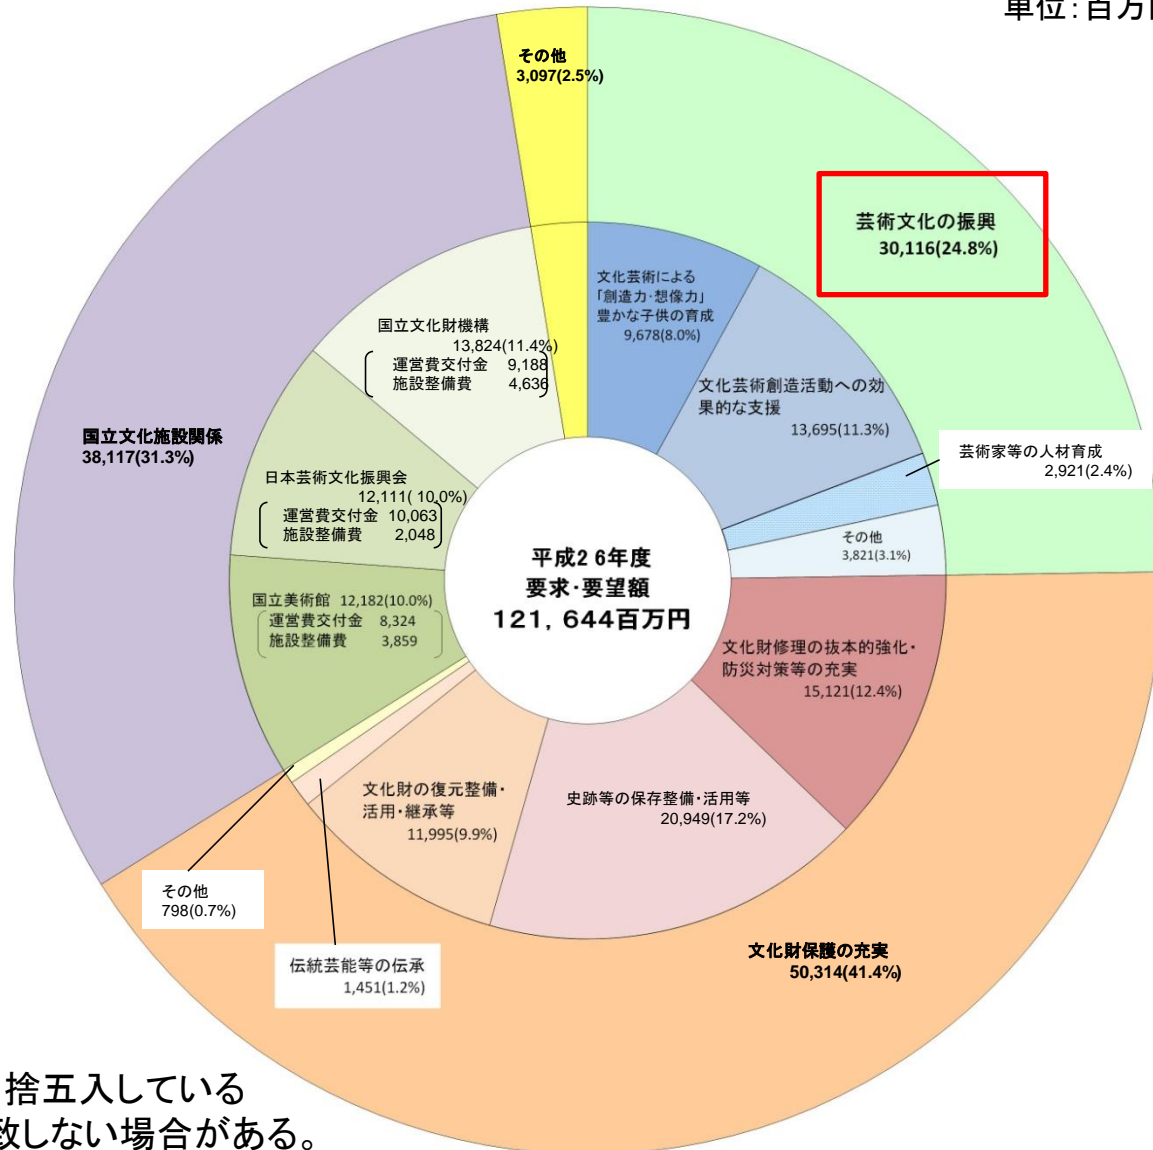 単位：百万
その他
3,097(2.5%)
芸術文化の振興
30,116(24.8%)
文化芸術による
「創造力・想像力」
豊かな子供の育成
9,678(8.0%)
文化芸術創造活動への効
果的な支援
13,695(11.3%)
芸術家等の人材育成
2,921(2.4%)
その他
3,821(3.1%)
国立文化財機構
13,824(11.4%)
運営費交付金 9,188
施設整備費 4,636
国立文化施設関係
38,117(31.3%)
日本芸術文化振興会
12,111( 10.0%)
運営費交付金 10,063
施設整備費 2,048
国立美術館 12,182(10.0%)
運営費交付金 8,324
施設整備費 3,859
平成26年度
要求・要望額
121,644百万円
文化財修理の抜本的強化・
防災対策等の充実
15,121(12.4%)
史跡等の保存整備・活用等
20,949(17.2%)
文化財の復元整備・
活用・継承等
11,995(9.9%)
その他
798(0.7%)
伝統芸能等の伝承
1,451(1.2%)
文化財保護の充実
50,314(41.4%)
捨五入している
致しない場合がある。